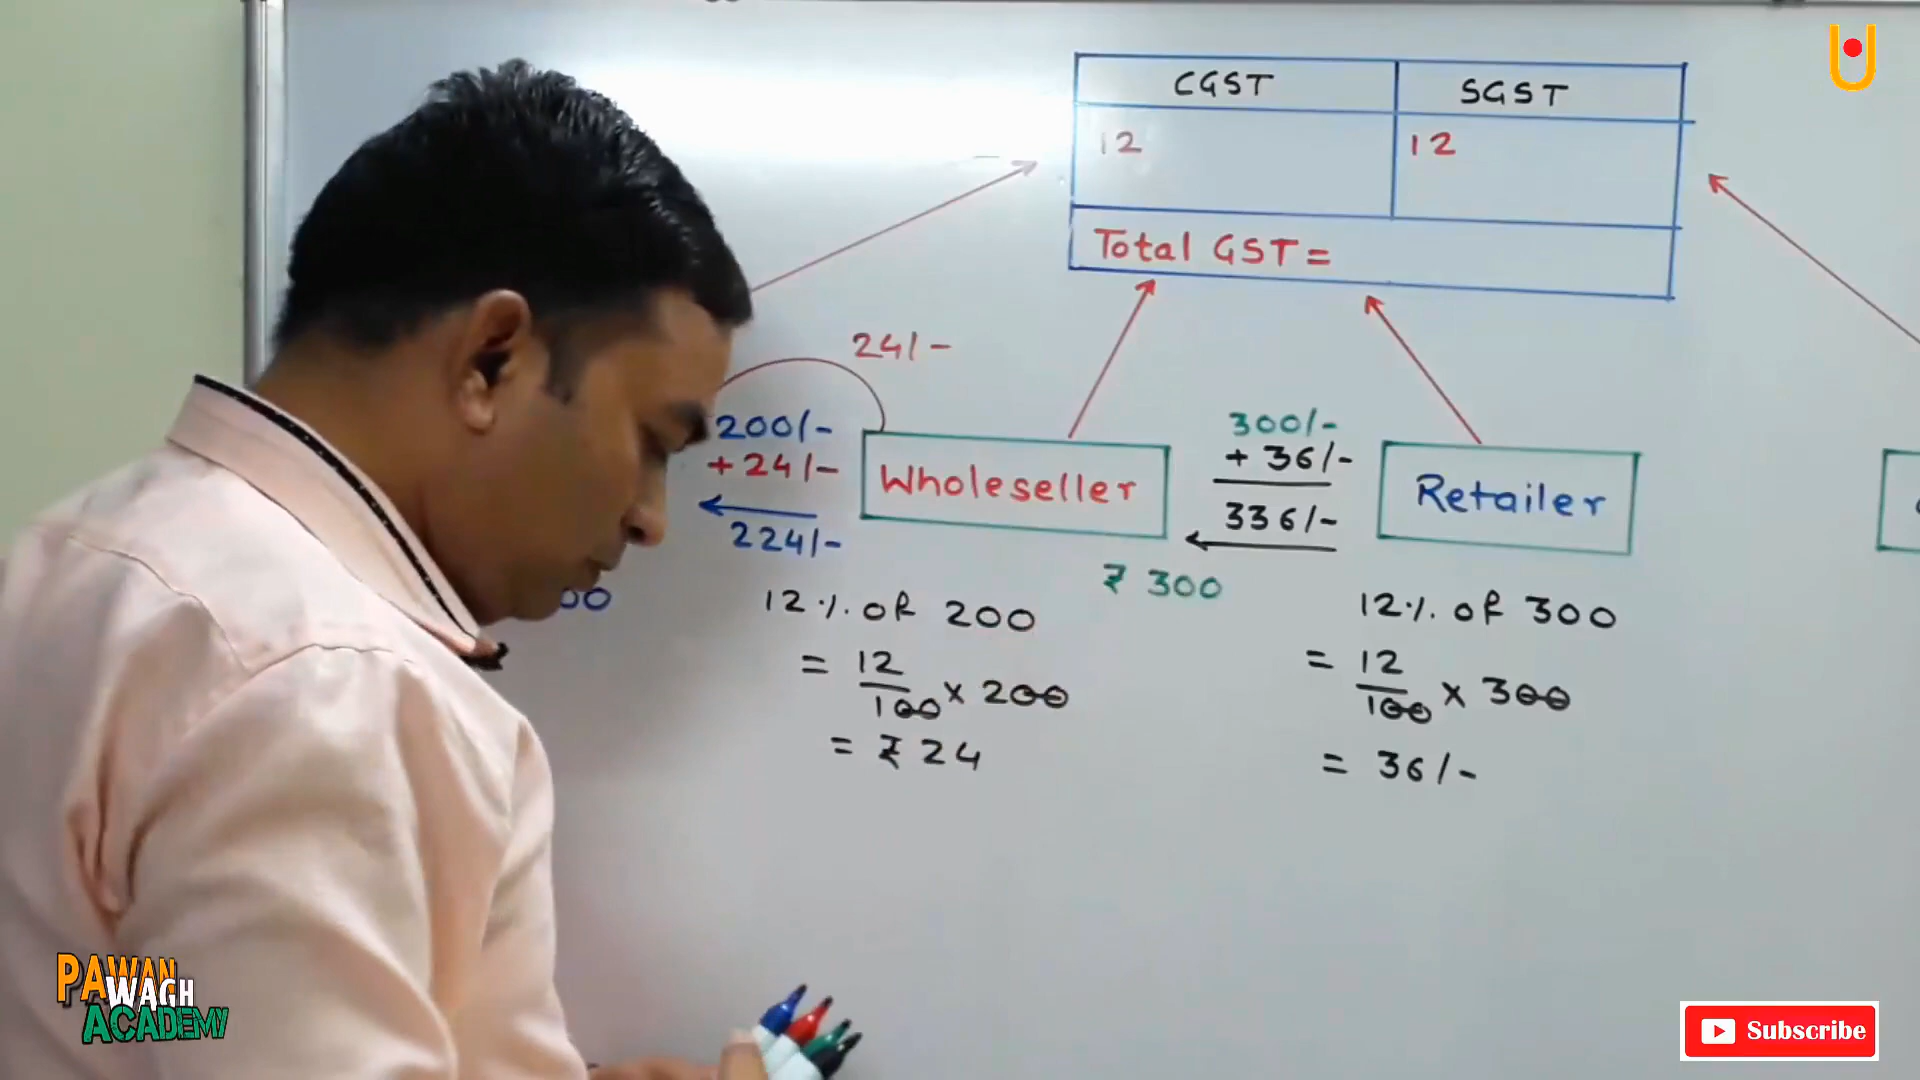 CGST SGST
12 12
Total GST =
24/-
200/-
+ 24/-
224/-
Wholeseller
300/-
+ 36/-
336/-
Retailer
₹ 300
12% of 200
= 12/100 × 200
= ₹ 24
12% of 300
= 12/100 × 300
= 36/-
PAWAN
WAGH
ACADEMY
Subscribe